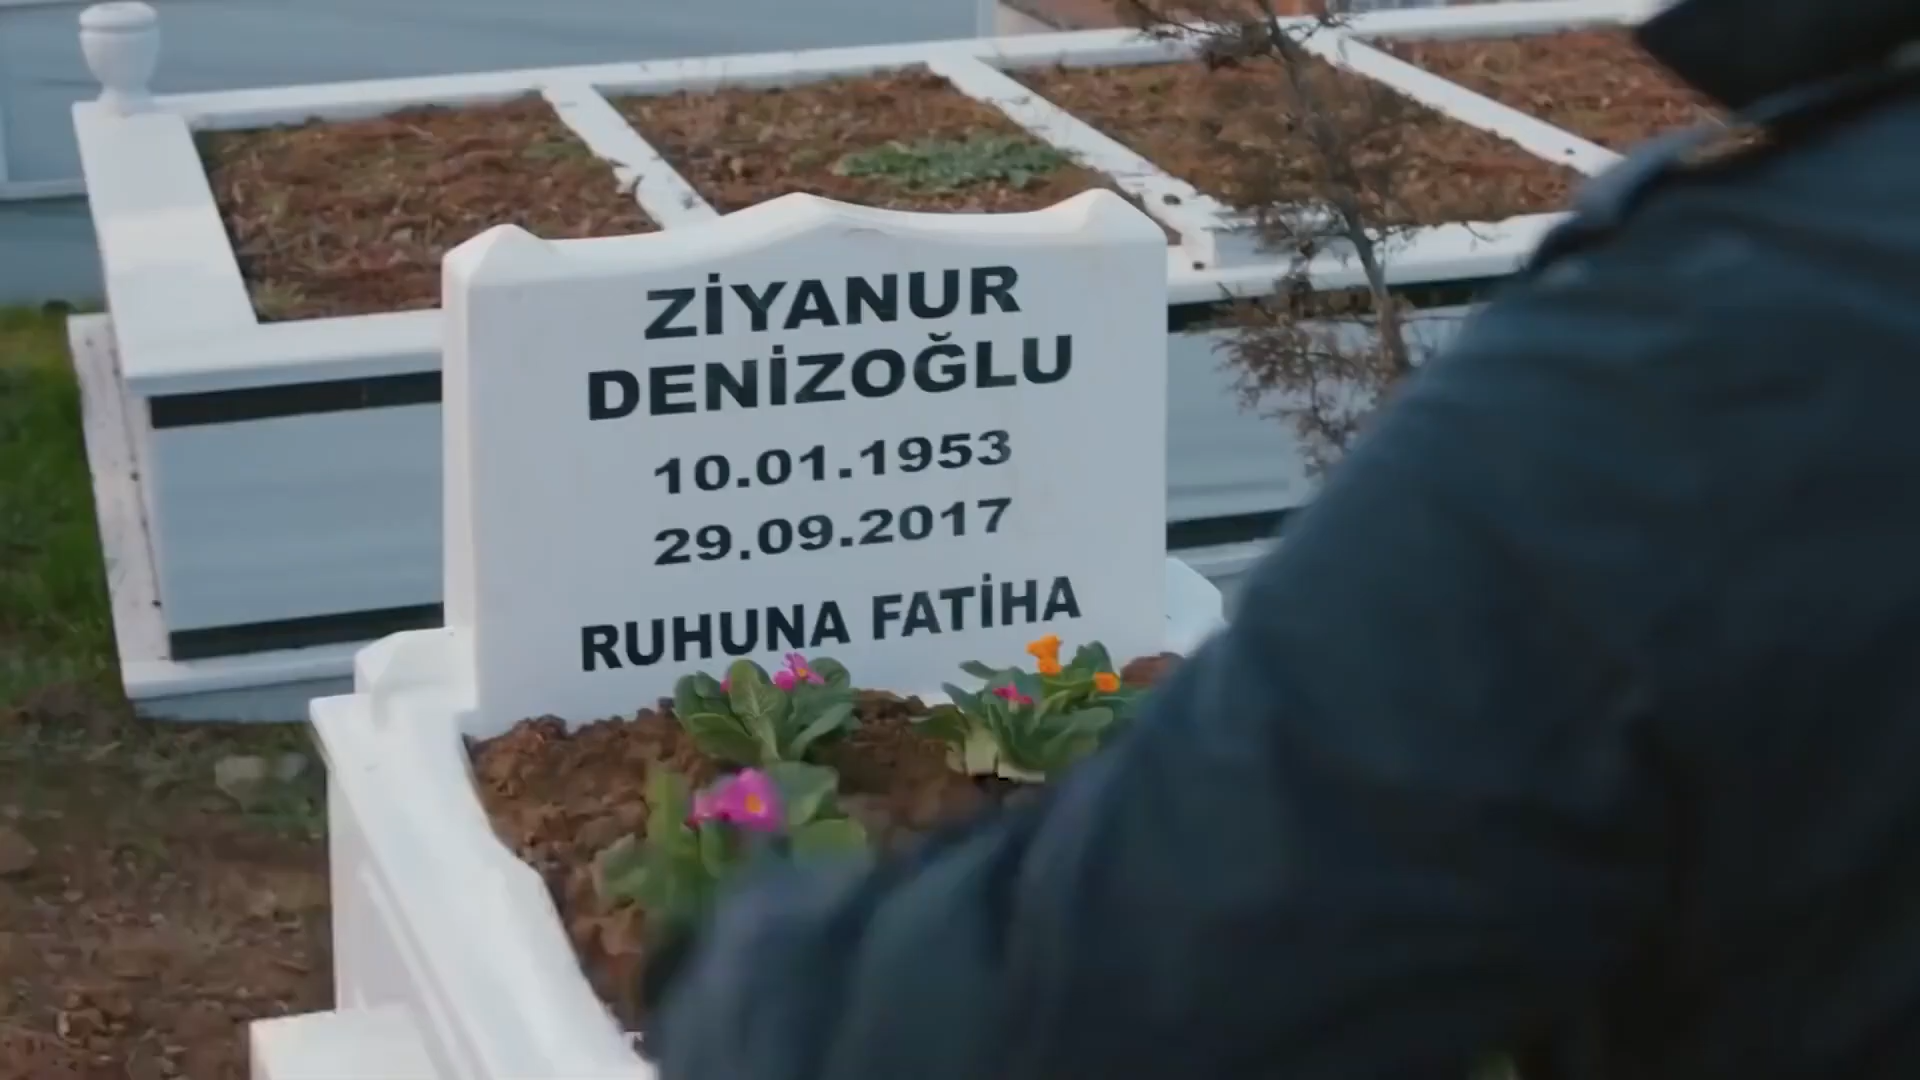 ZİYANUR
DENİZOĞLU
10.01.1953
29.09.2017
RUHUNA FATİHA